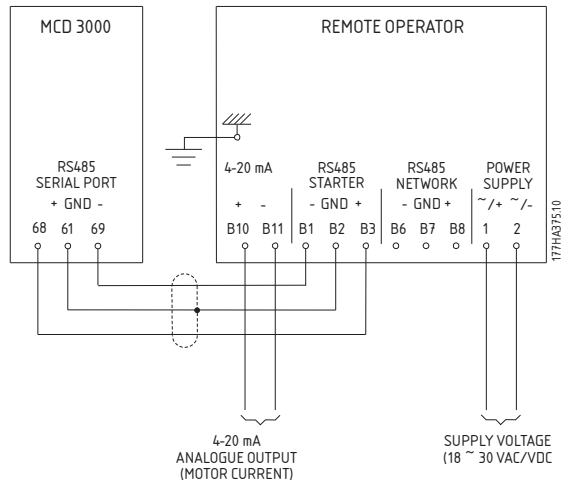 MCD 3000
REMOTE OPERATOR
RS485
SERIAL PORT
+ GND -
68 61 69
4-20 mA
+ -
B10 B11
RS485
STARTER
- GND +
B1 B2 B3
RS485
NETWORK
- GND +
B6 B7 B8
POWER
SUPPLY
~/+ ~/-
1 2
177HA375.10
4-20 mA
ANALOGUE OUTPUT
(MOTOR CURRENT)
SUPPLY VOLTAGE
(18 ~ 30 VAC/VDC